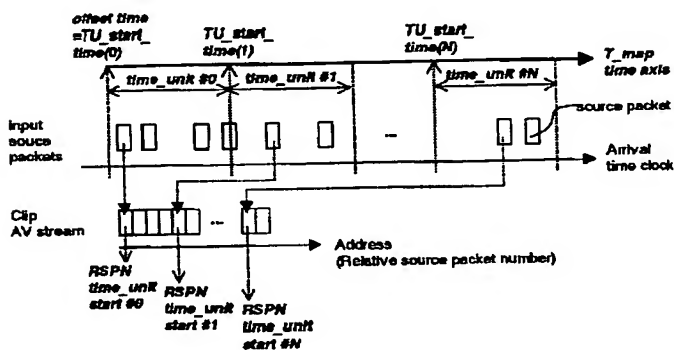 offset time
=TU_start_
time(0)
TU_start_
time(1)
TU_start_
time(N)
T_map
time axis
time_unit #0
time_unit #1
time_unit #N
source packet
Input
souce
packets
...
Arrival
time clock
Clip
AV stream
...
Address
(Relative source packet number)
RSPN
time_unit
start #0
RSPN
time_unit
start #1
RSPN
time_unit
start #N